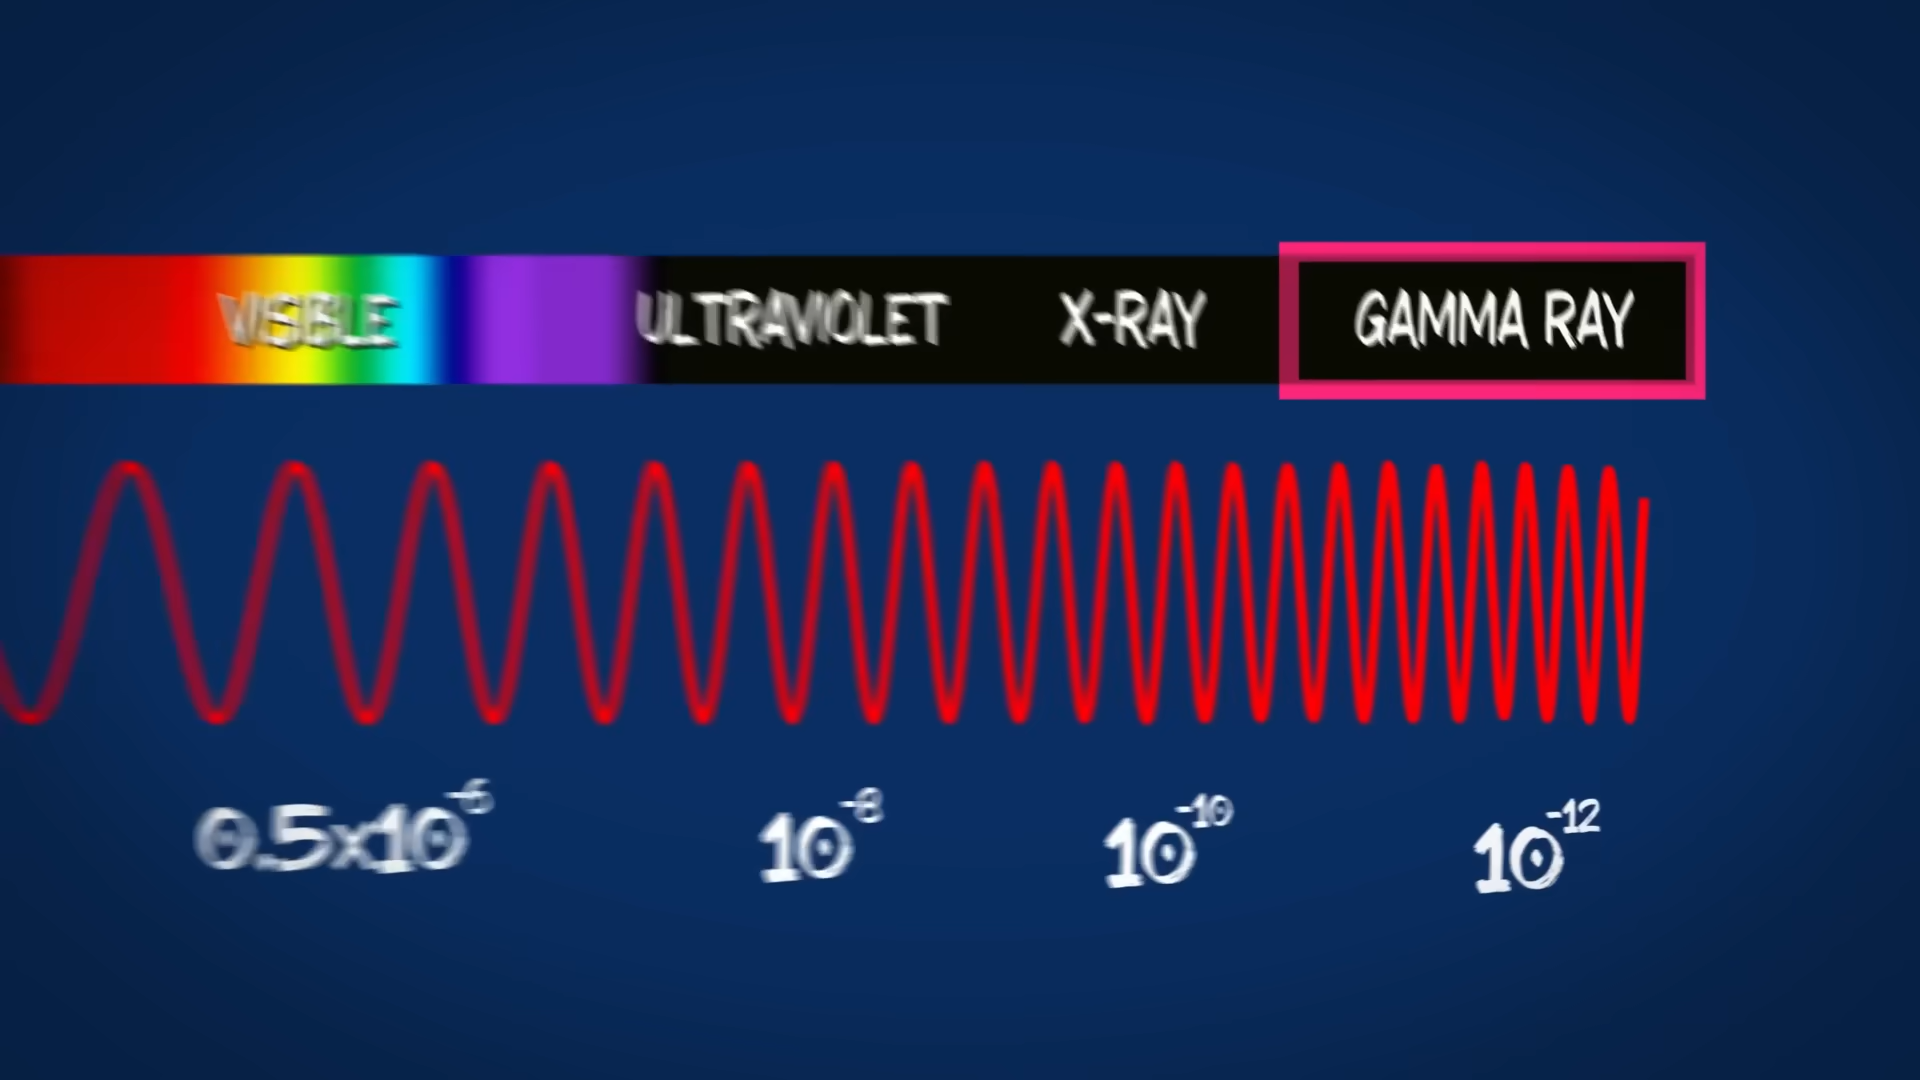 VISIBLE ULTRAVIOLET X-RAY GAMMA RAY
0.5x10⁻⁶ 10⁻⁸ 10⁻¹⁰ 10⁻¹²